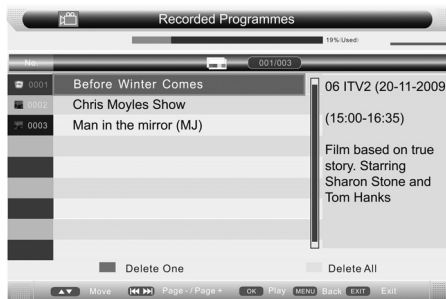 Recorded Programmes
19%(Used)
No.
001/003
0001 Before Winter Comes
0002 Chris Moyles Show
0003 Man in the mirror (MJ)
06 ITV2 (20-11-2009
(15:00-16:35)
Film based on true
story. Starring
Sharon Stone and
Tom Hanks
Delete One
Delete All
Move Page - / Page + OK Play MENU Back EXIT Exit